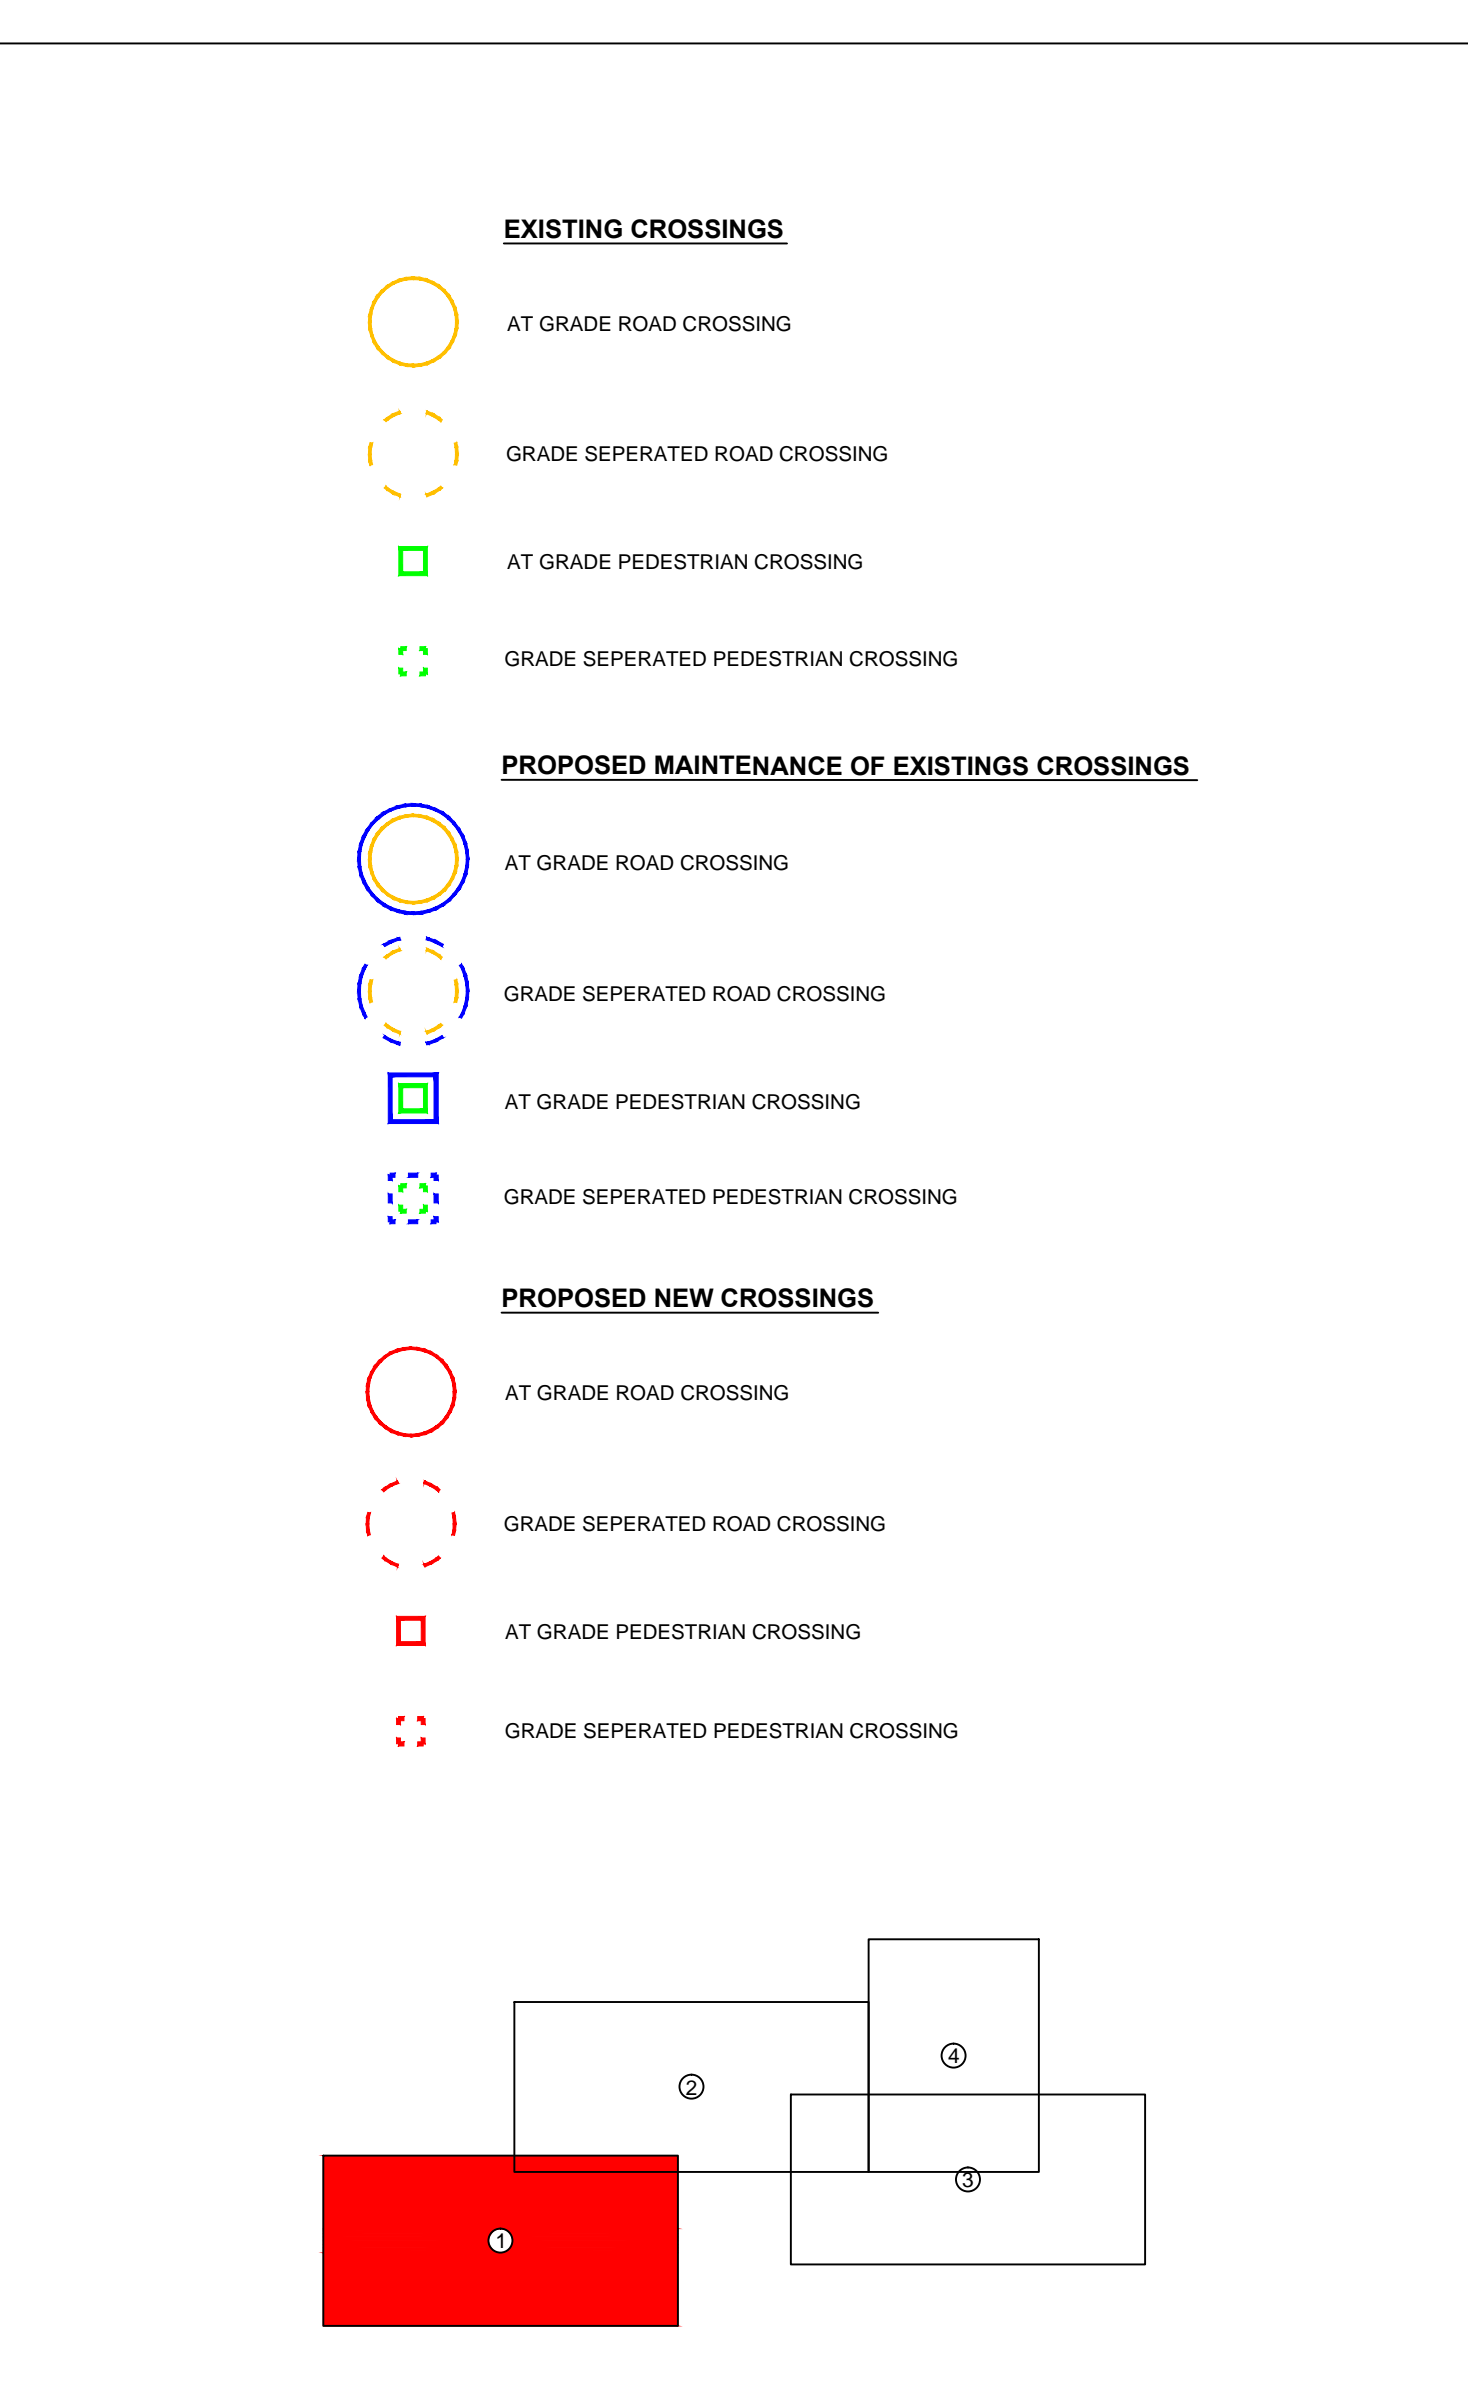 EXISTING CROSSINGS
AT GRADE ROAD CROSSING
GRADE SEPERATED ROAD CROSSING
AT GRADE PEDESTRIAN CROSSING
GRADE SEPERATED PEDESTRIAN CROSSING
PROPOSED MAINTENANCE OF EXISTINGS CROSSINGS
AT GRADE ROAD CROSSING
GRADE SEPERATED ROAD CROSSING
AT GRADE PEDESTRIAN CROSSING
GRADE SEPERATED PEDESTRIAN CROSSING
PROPOSED NEW CROSSINGS
AT GRADE ROAD CROSSING
GRADE SEPERATED ROAD CROSSING
AT GRADE PEDESTRIAN CROSSING
GRADE SEPERATED PEDESTRIAN CROSSING
4
2
3
1